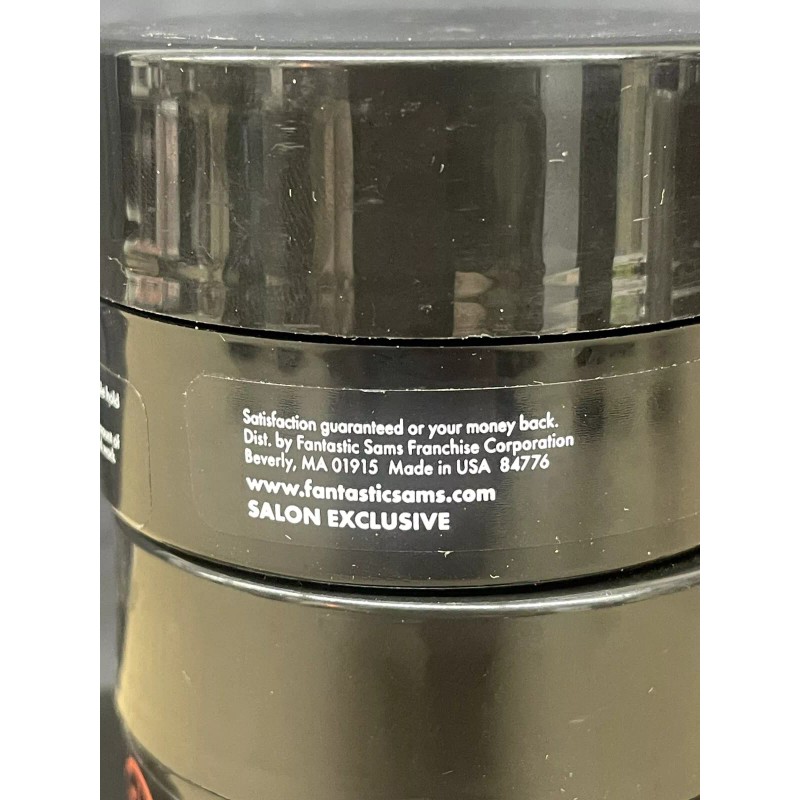 hold
Satisfaction guaranteed or your money back.
Dist. by Fantastic Sams Franchise Corporation
Beverly, MA 01915 Made in USA 84776
www.fantasticsams.com
SALON EXCLUSIVE